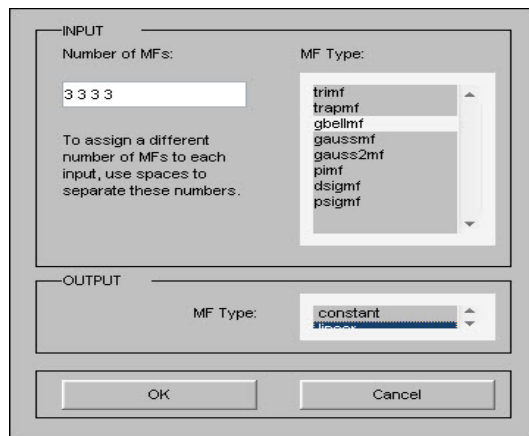 INPUT
Number of MFs:
MF Type:
3 3 3 3
To assign a different
number of MFs to each
input, use spaces to
separate these numbers.
trimf
trapmf
gbellmf
gaussmf
gauss2mf
pimf
dsigmf
psigmf
OUTPUT
MF Type:
constant
linear
OK
Cancel